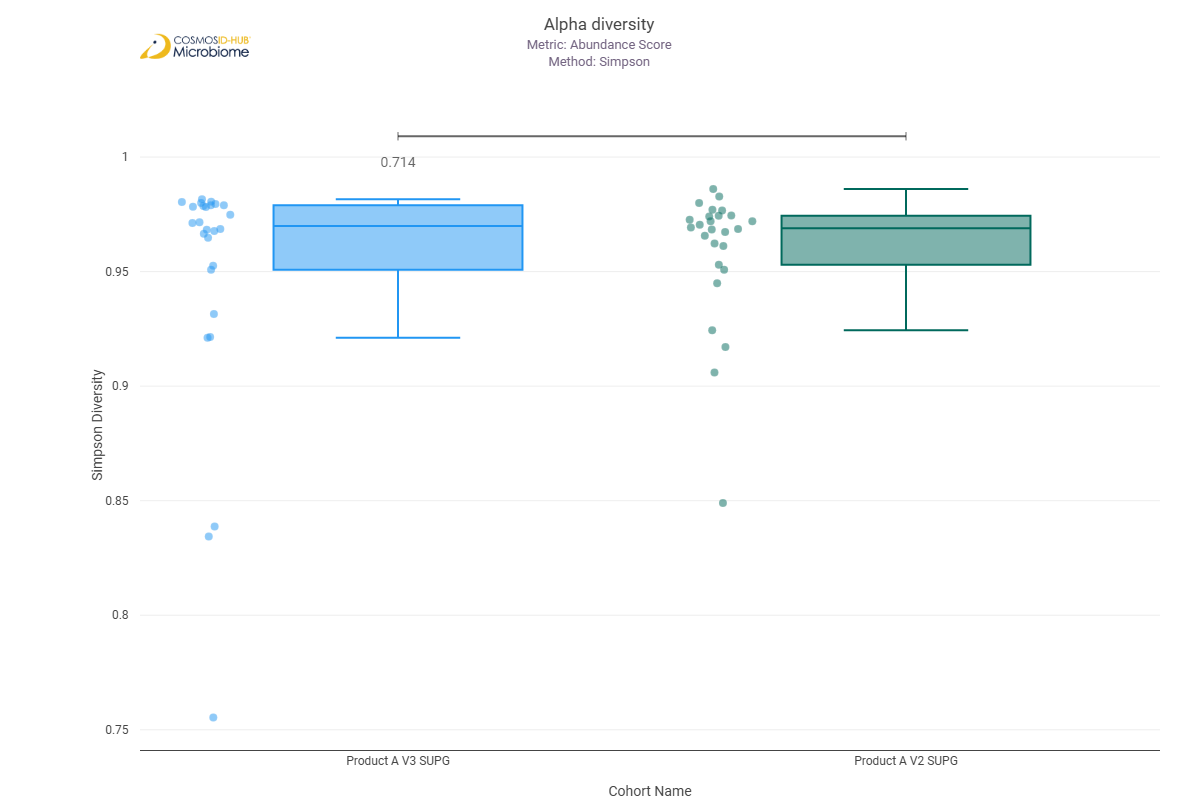 Alpha diversity
COSMOSID-HUB
Microbiome
Metric: Abundance Score
Method: Simpson
0.714
1
0.95
0.9
0.85
0.8
0.75
Simpson Diversity
Product A V3 SUPG
Product A V2 SUPG
Cohort Name